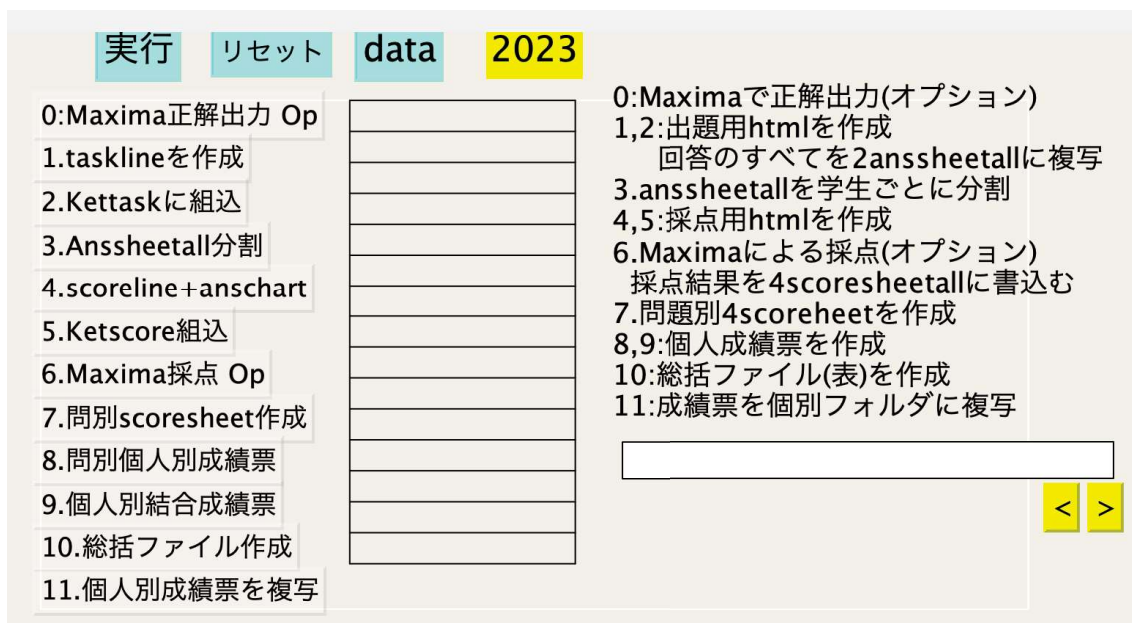 実行 リセット data 2023
0:Maxima正解出力 Op
1.tasklineを作成
2.Kettaskに組込
3.Anssheetall分割
4.scoreline+anschart
5.Ketscore組込
6.Maxima採点 Op
7.問別scoresheet作成
8.問別個人別成績票
9.個人別結合成績票
10.総括ファイル作成
11.個人別成績票を複写
0:Maximaで正解出力(オプション)
1,2:出題用htmlを作成
回答のすべてを2anssheetallに複写
3.anssheetallを学生ごとに分割
4,5:採点用htmlを作成
6.Maximaによる採点(オプション)
採点結果を4scoresheetallに書込む
7.問題別4scoreheetを作成
8,9:個人成績票を作成
10:総括ファイル(表)を作成
11:成績票を個別フォルダに複写
< >